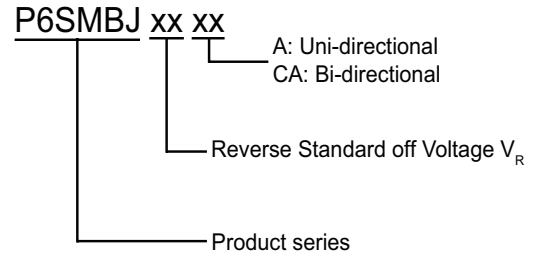 P6SMBJ xx xx
A: Uni-directional
CA: Bi-directional
Reverse Standard off Voltage VR
Product series